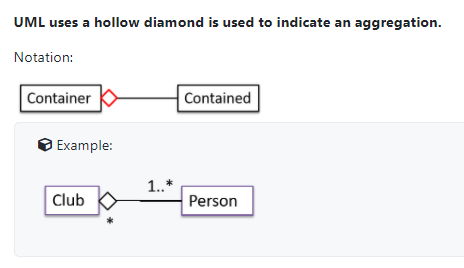 UML uses a hollow diamond is used to indicate an aggregation.
Notation:
Container Contained
Example:
1..*
Club Person
*